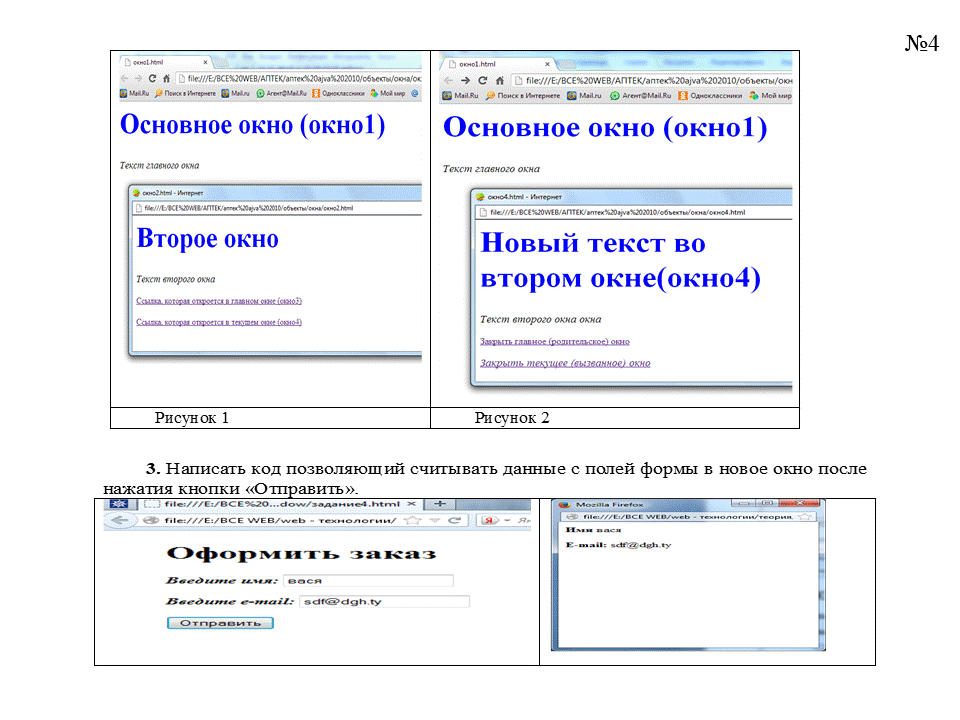 №4
окно1.html
file:///E:/ВСЕ%20WEB/АПТЕК/аптек%20ajva%202010/объекты/окна/ок
Mail.Ru Поиск в Интернете Mail.ru Агент@Mail.Ru Одноклассники Мой мир
Основное окно (окно1)
Текст главного окна
окно2.html - Интернет
file:///E:/ВСЕ%20WEB/АПТЕК/аптек%20ajva%202010/объекты/окна/окно2.html
Второе окно
Текст второго окна
Ссылка, которая откроется в главном окне (окно3)
Ссылка, которая откроется в текущем окне (окно4)
Рисунок 1
окно1.html
file:///E:/ВСЕ%20WEB/АПТЕК/аптек%20ajva%202010/объекты/окн
Mail.Ru Поиск в Интернете Mail.ru Агент@Mail.Ru Одноклассники Мой ми
Основное окно (окно1)
Текст главного окна
окно4.html - Интернет
file:///E:/ВСЕ%20WEB/АПТЕК/аптек%20ajva%202010/объекты/окна/окно4.html
Новый текст во
втором окне(окно4)
Текст второго окна окна
Закрыть главное (родительское) окно
Закрыть текущее (вызванное) окно
Рисунок 2
3. Написать код позволяющий считывать данные с полей формы в новое окно после
нажатия кнопки «Отправить».
file:///E:/ВСЕ%20...dow/задание4.html
file:///E:/ВСЕ WEB/web - технологии/
Оформить заказ
Введите имя: вася
Введите e-mail: sdf@dgh.ty
Отправить
Mozilla Firefox
file:///E:/ВСЕ WEB/web - технологии/теория
Имя вася
E-mail: sdf@dgh.ty